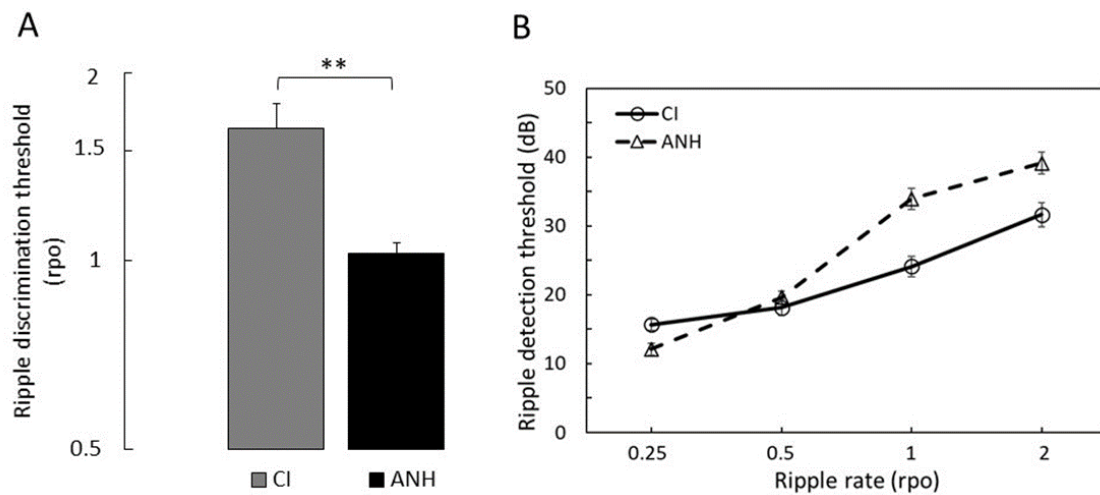 A
Ripple discrimination threshold
(rpo)
2
1.5
1
0.5
**
CI
ANH
B
Ripple detection threshold (dB)
50
40
30
20
10
0
CI
ANH
0.25
0.5
1
2
Ripple rate (rpo)